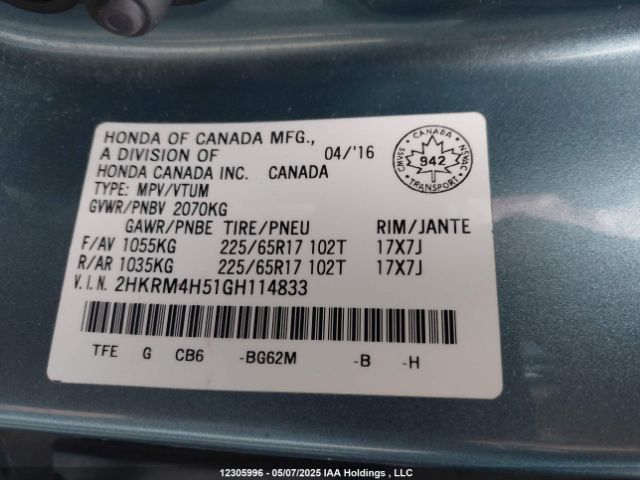 HONDA OF CANADA MFG.,
A DIVISION OF 04/'16
HONDA CANADA INC. CANADA
TYPE: MPV/VTUM
GVWR/PNBV 2070KG
GAWR/PNBE TIRE/PNEU RIM/JANTE
F/AV 1055KG 225/65R17 102T 17X7J
R/AR 1035KG 225/65R17 102T 17X7J
V.I.N. 2HKRM4H51GH114833
TFE G CB6 -BG62M -B -H
CANADA
CMVSS 942 NSVAC
TRANSPORT
12305996 - 05/07/2025 IAA Holdings , LLC